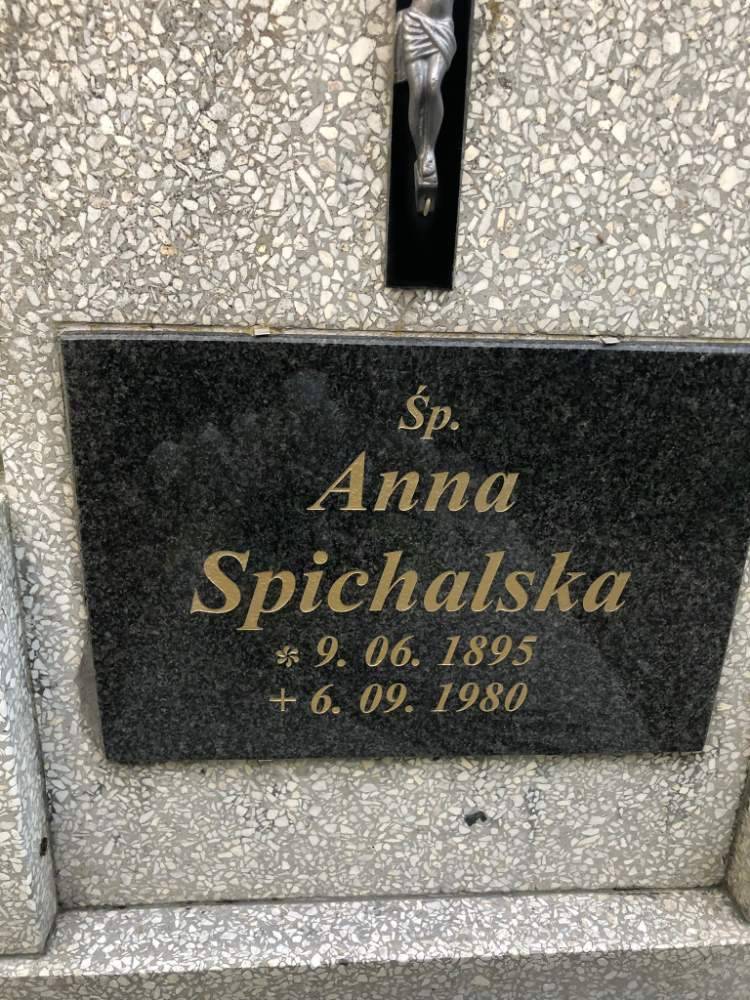 Śp.
Anna
Spichalska
* 9. 06. 1895
+ 6. 09. 1980